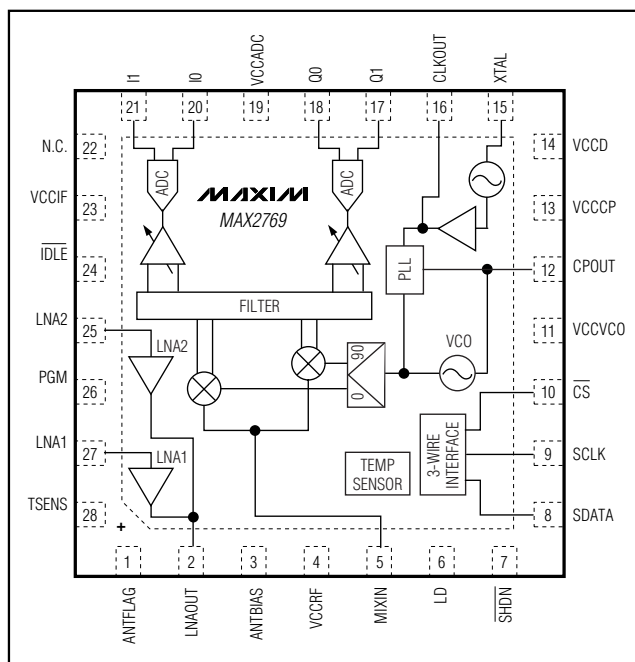 I1
I0
VCCADC
Q0
Q1
CLKOUT
XTAL
21
20
19
18
17
16
15
N.C.
22
14
VCCD
ADC
ADC
MAXIM
MAX2769
VCCIF
23
13
VCCCP
IDLE
24
PLL
12
CPOUT
FILTER
LNA2
25
LNA2
11
VCCVCO
VCO
90
0
PGM
26
10
CS
LNA1
27
LNA1
3-WIRE
INTERFACE
9
SCLK
TEMP
SENSOR
TSENS
28
8
SDATA
+
1
2
3
4
5
6
7
ANTFLAG
LNAOUT
ANTBIAS
VCCRF
MIXIN
LD
SHDN